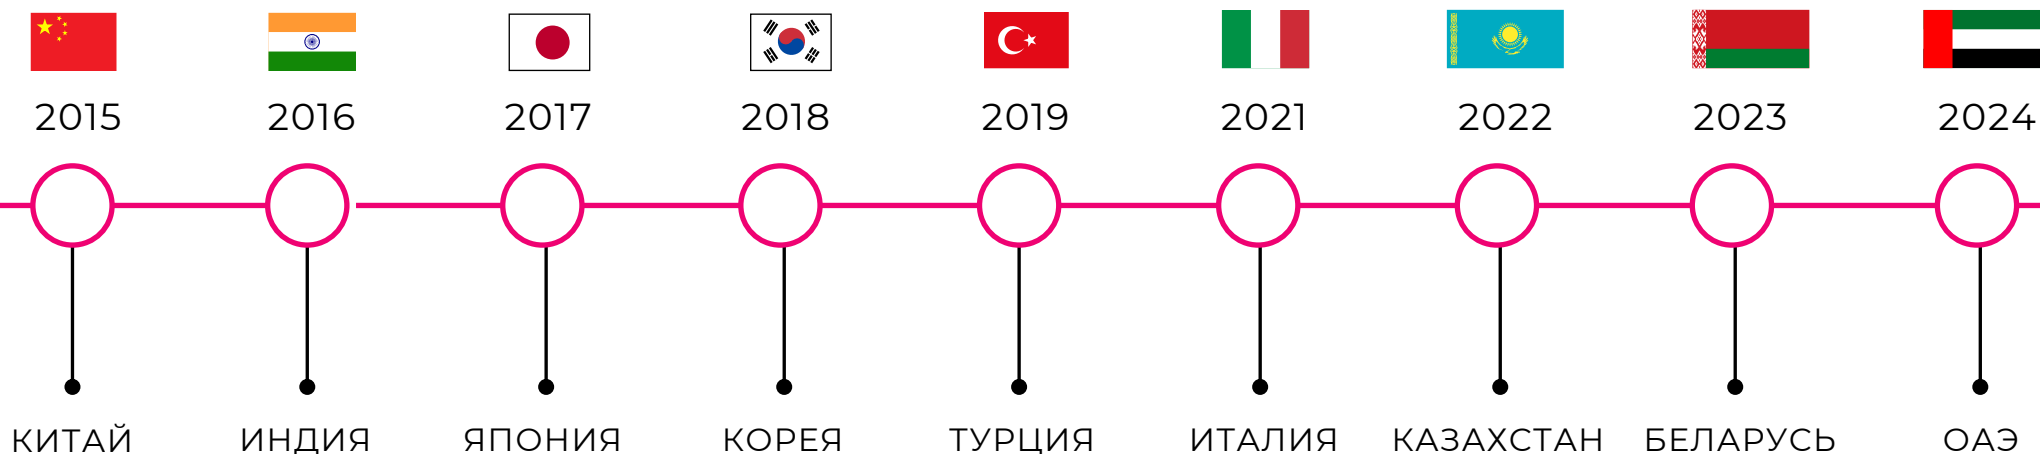 2015 2016 2017 2018 2019 2021 2022 2023 2024
КИТАЙ ИНДИЯ ЯПОНИЯ КОРЕЯ ТУРЦИЯ ИТАЛИЯ КАЗАХСТАН БЕЛАРУСЬ ОАЭ